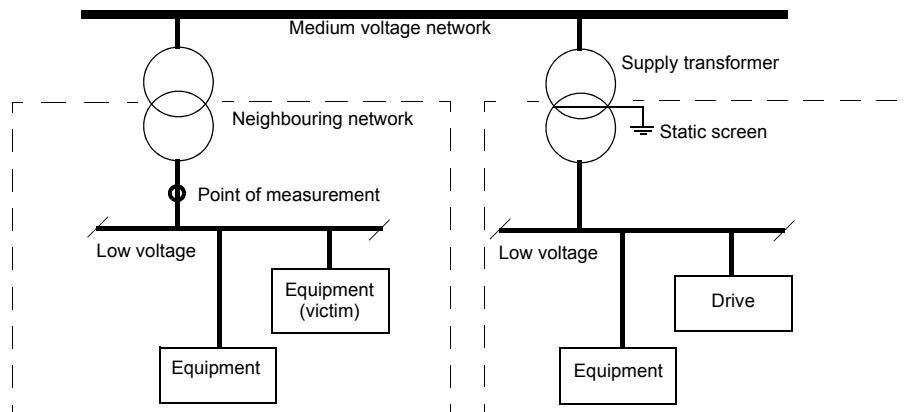 Medium voltage network
Supply transformer
Neighbouring network
Static screen
Point of measurement
Low voltage
Low voltage
Equipment
(victim)
Drive
Equipment
Equipment